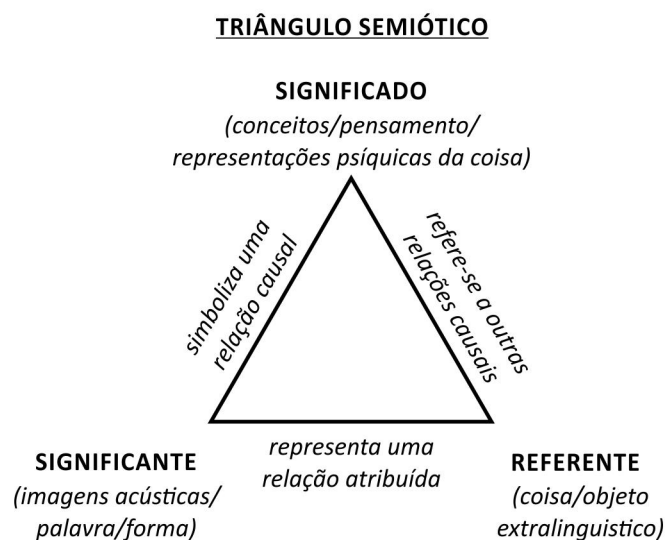 TRIÂNGULO SEMIÓTICO
SIGNIFICADO
(conceitos/pensamento/
representações psíquicas da coisa)
simboliza uma
relação causal
refere-se a outras
relações causais
representa uma
relação atribuída
SIGNIFICANTE
(imagens acústicas/
palavra/forma)
REFERENTE
(coisa/objeto
extralinguistico)